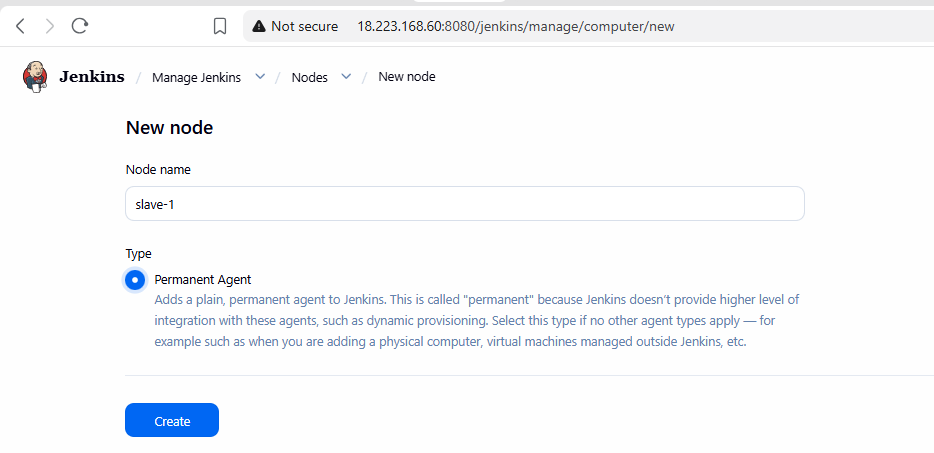 Not secure 18.223.168.60:8080/jenkins/manage/computer/new
Jenkins / Manage Jenkins / Nodes / New node
New node
Node name
slave-1
Type
Permanent Agent
Adds a plain, permanent agent to Jenkins. This is called "permanent" because Jenkins doesn't provide higher level of
integration with these agents, such as dynamic provisioning. Select this type if no other agent types apply — for
example such as when you are adding a physical computer, virtual machines managed outside Jenkins, etc.
Create